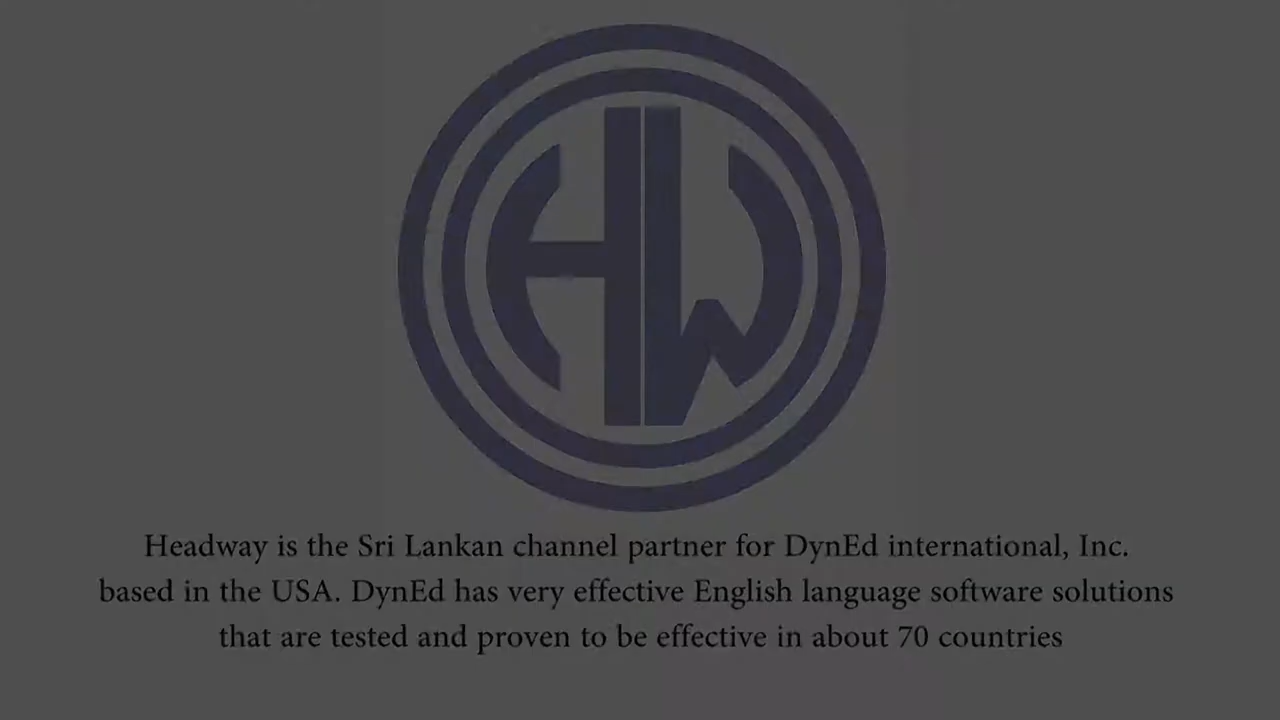 HW
Headway is the Sri Lankan channel partner for DynEd international, Inc.
based in the USA. DynEd has very effective English language software solutions
that are tested and proven to be effective in about 70 countries